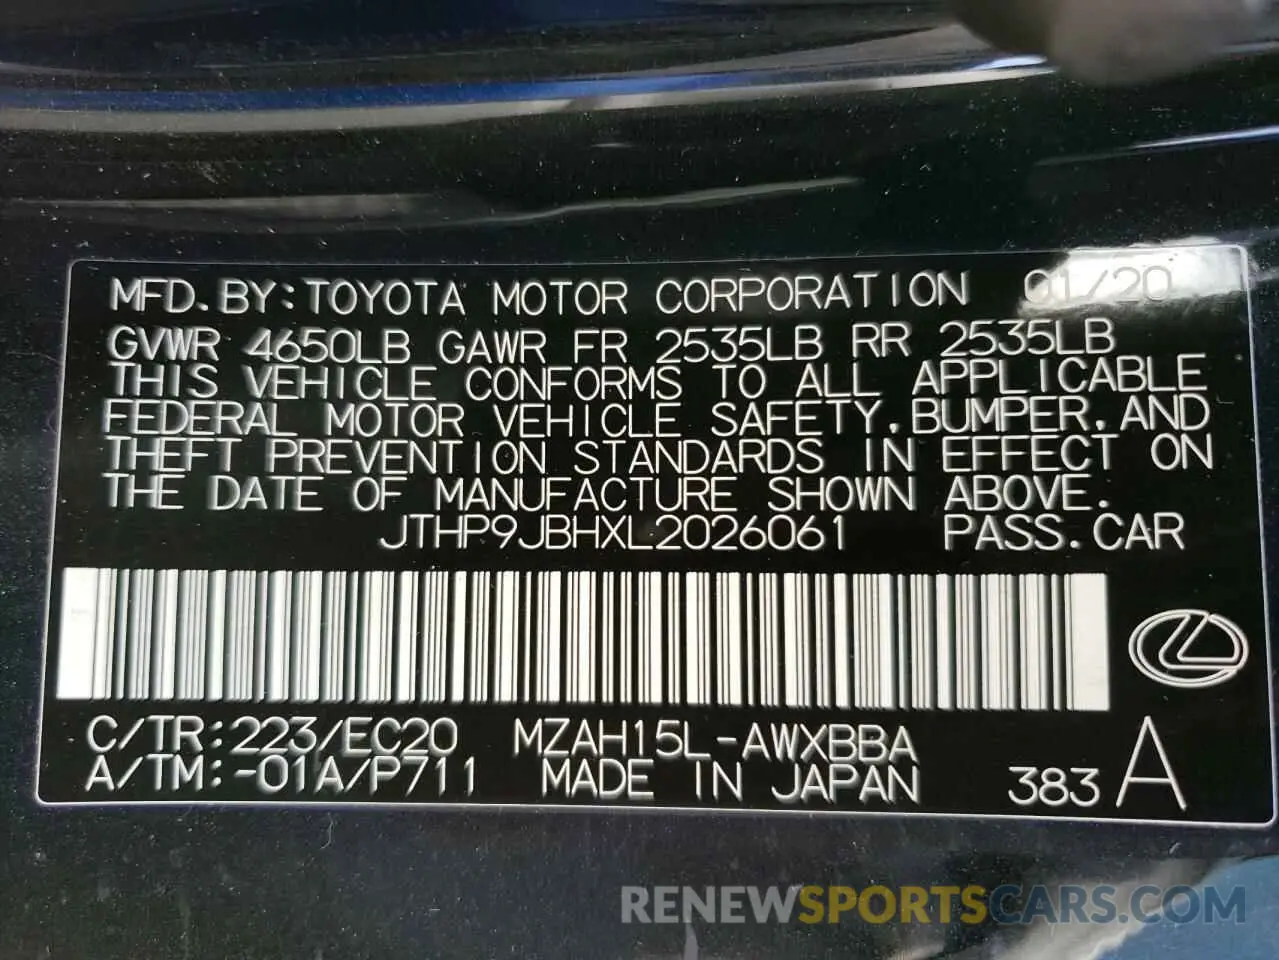 MFD.BY:TOYOTA MOTOR CORPORATION 01/20
GVWR 4650LB GAWR FR 2535LB RR 2535LB
THIS VEHICLE CONFORMS TO ALL APPLICABLE
FEDERAL MOTOR VEHICLE SAFETY,BUMPER,AND
THEFT PREVENTION STANDARDS IN EFFECT ON
THE DATE OF MANUFACTURE SHOWN ABOVE.
JTHP9JBHXL2026061 PASS.CAR
C/TR:223/EC20 MZAH15L-AWXBBA
A/TM:-01A/P711 MADE IN JAPAN 383 A
RENEWSPORTSCARS.COM